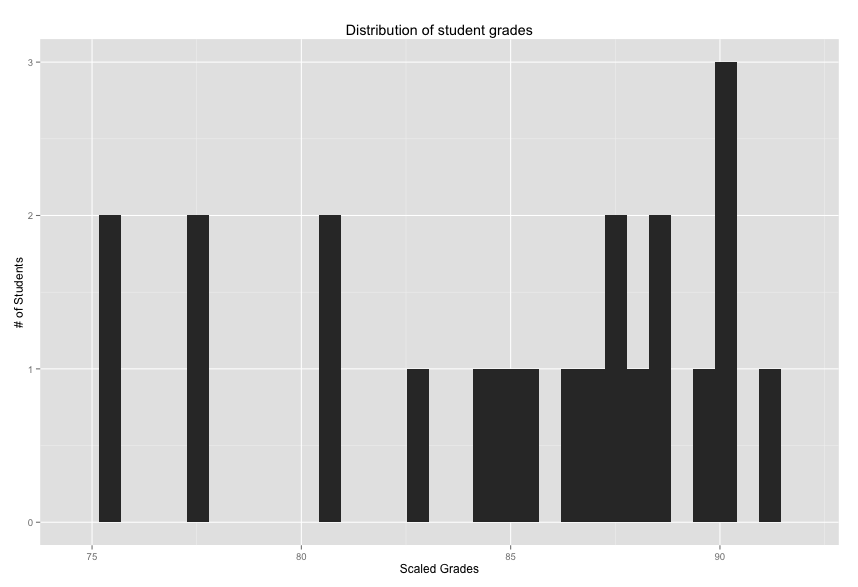 Distribution of student grades
3
2
1
0
# of Students
75 80 85 90
Scaled Grades